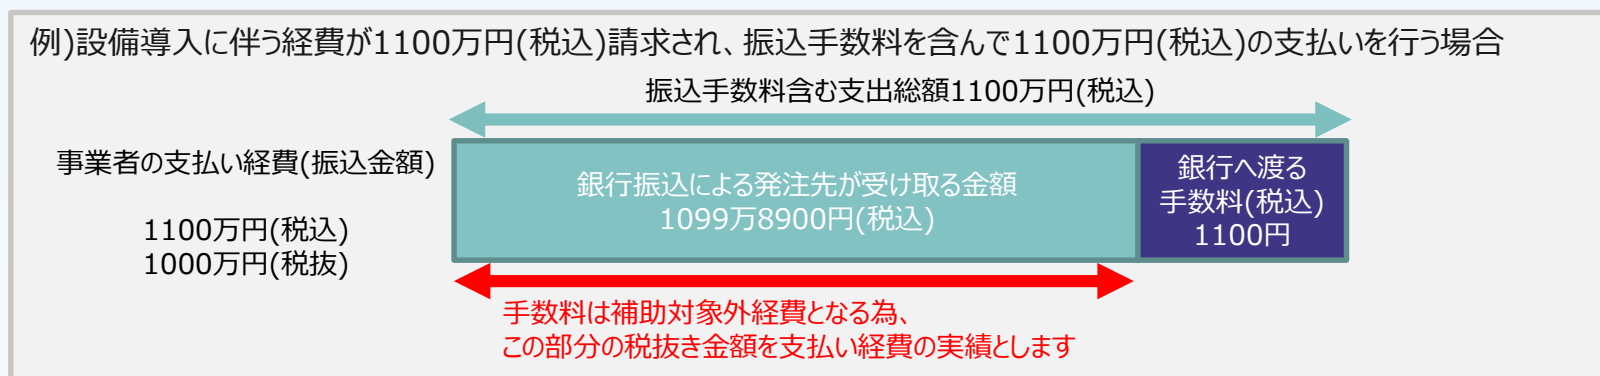 例)設備導入に伴う経費が1100万円(税込)請求され、振込手数料を含んで1100万円(税込)の支払いを行う場合
振込手数料含む支出総額1100万円(税込)
事業者の支払い経費(振込金額)
1100万円(税込)
1000万円(税抜)
銀行振込による発注先が受け取る金額
1099万8900円(税込)
銀行へ渡る
手数料(税込)
1100円
手数料は補助対象外経費となる為、
この部分の税抜き金額を支払い経費の実績とします